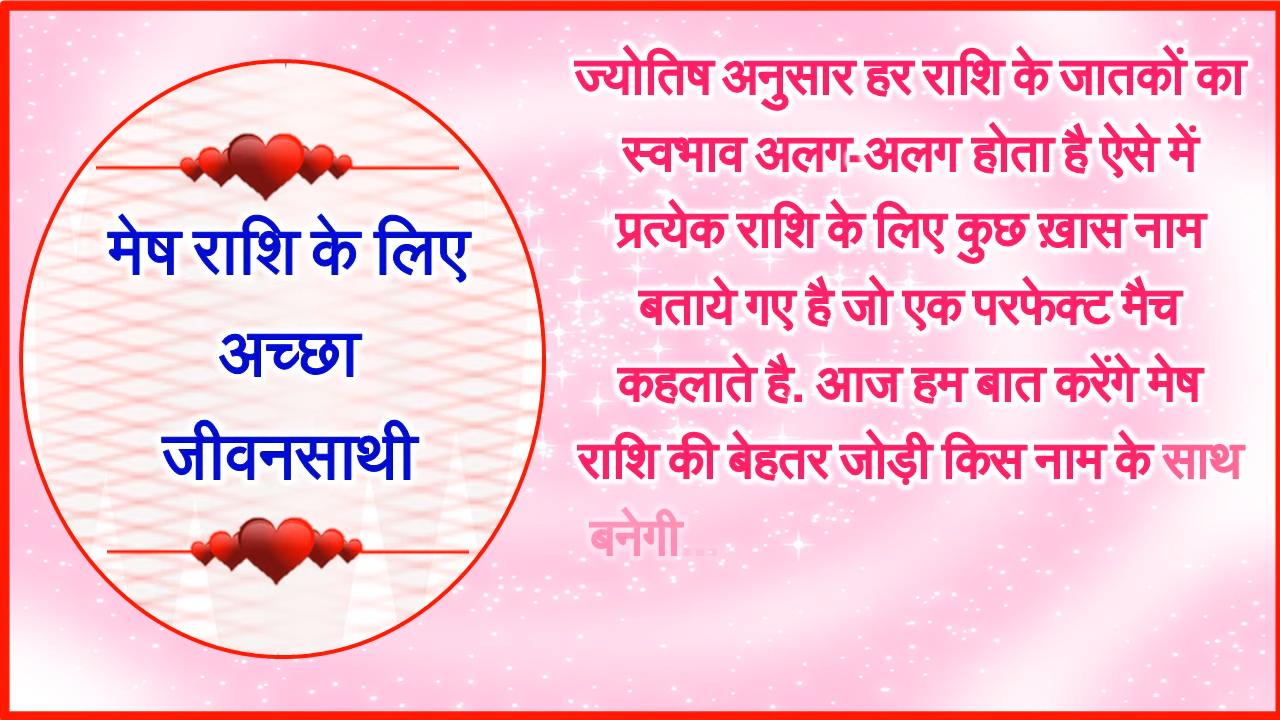 मेष राशि के लिए
अच्छा
जीवनसाथी
ज्योतिष अनुसार हर राशि के जातकों का
स्वभाव अलग-अलग होता है ऐसे में
प्रत्येक राशि के लिए कुछ ख़ास नाम
बताये गए है जो एक परफेक्ट मैच
कहलाते है. आज हम बात करेंगे मेष
राशि की बेहतर जोड़ी किस नाम के साथ
बनेगी...